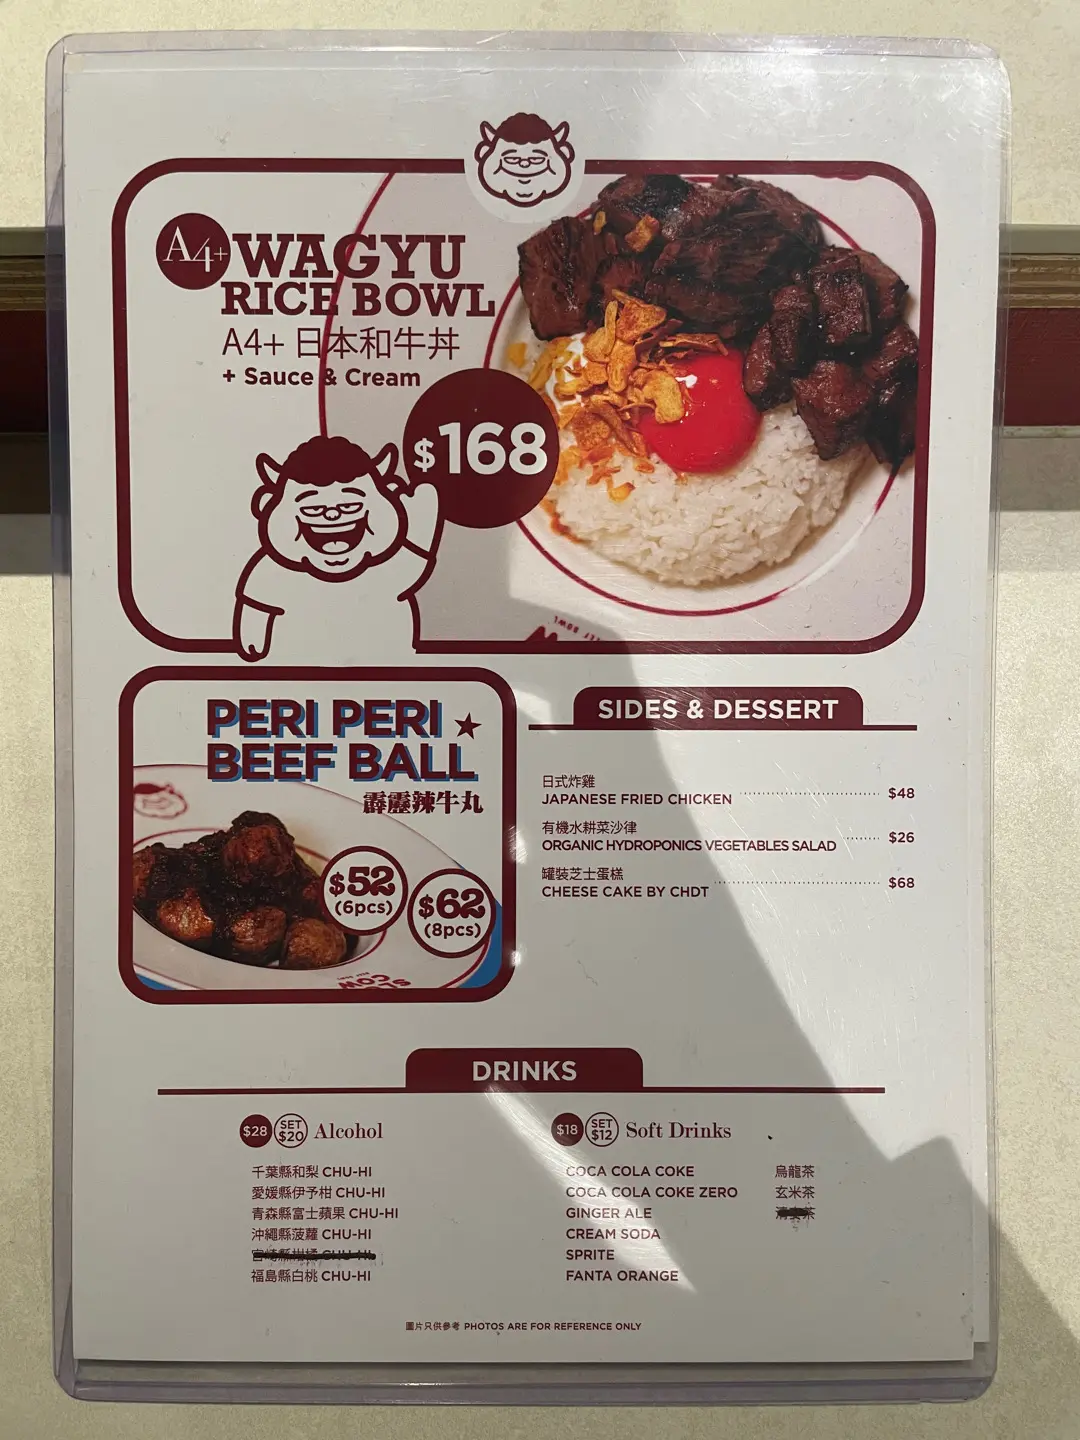 A4+ WAGYU
RICE BOWL
A4+ 日本和牛丼
+ Sauce & Cream
$168
PERI PERI
BEEF BALL
霹靂辣牛丸
$52
(6pcs)
$62
(8pcs)
SIDES & DESSERT
日式炸雞
JAPANESE FRIED CHICKEN $48
有機水耕菜沙律
ORGANIC HYDROPONICS VEGETABLES SALAD $26
罐裝芝士蛋糕
CHEESE CAKE BY CHDT $68
DRINKS
$28 SET $20 Alcohol
千葉縣和梨 CHU-HI
愛媛縣伊予柑 CHU-HI
青森縣富士蘋果 CHU-HI
沖繩縣菠蘿 CHU-HI
宮崎縣柑橘 CHU-HI
福島縣白桃 CHU-HI
$18 SET $12 Soft Drinks
COCA COLA COKE
COCA COLA COKE ZERO
GINGER ALE
CREAM SODA
SPRITE
FANTA ORANGE
烏龍茶
玄米茶
圖片只供參考 PHOTOS ARE FOR REFERENCE ONLY